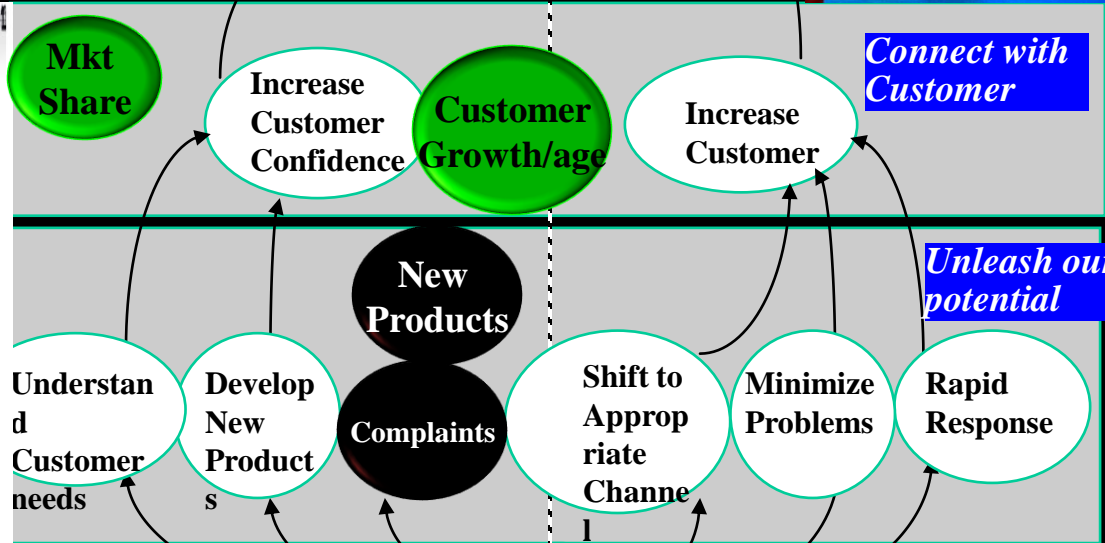 Mkt
Share
Increase
Customer
Confidence
Customer
Growth/age
Increase
Customer
Connect with
Customer
New
Products
Unleash our
potential
Understan
d
Customer
needs
Develop
New
Product
s
Complaints
Shift to
Approp
riate
Channe
l
Minimize
Problems
Rapid
Response